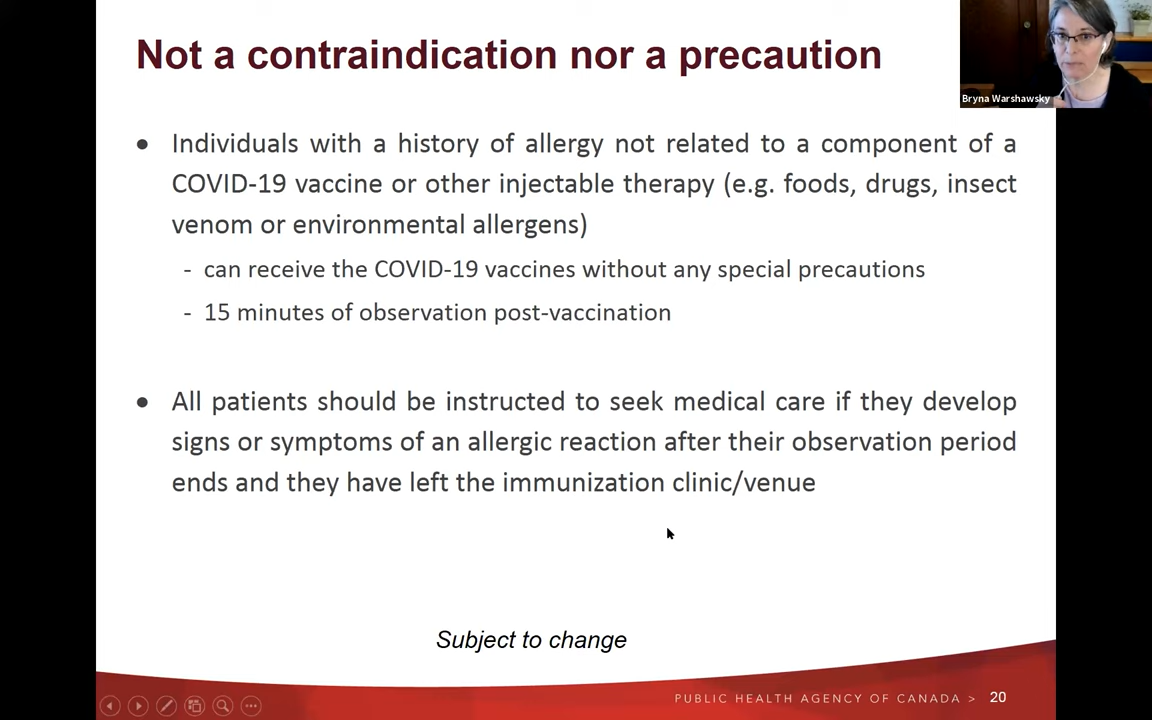 Not a contraindication nor a precaution
Bryna Warshawsky
• Individuals with a history of allergy not related to a component of a
COVID-19 vaccine or other injectable therapy (e.g. foods, drugs, insect
venom or environmental allergens)
- can receive the COVID-19 vaccines without any special precautions
- 15 minutes of observation post-vaccination
• All patients should be instructed to seek medical care if they develop
signs or symptoms of an allergic reaction after their observation period
ends and they have left the immunization clinic/venue
Subject to change
PUBLIC HEALTH AGENCY OF CANADA > 20